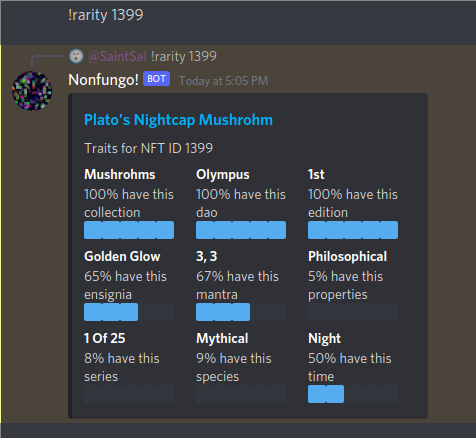 !rarity 1399
@SaintSal !rarity 1399
Nonfungo! BOT Today at 5:05 PM
Plato's Nightcap Mushrohm
Traits for NFT ID 1399
Mushrohms Olympus 1st
100% have this 100% have this 100% have this
collection dao edition
Golden Glow 3, 3 Philosophical
65% have this 67% have this 5% have this
ensignia mantra properties
1 Of 25 Mythical Night
8% have this 9% have this 50% have this
series species time